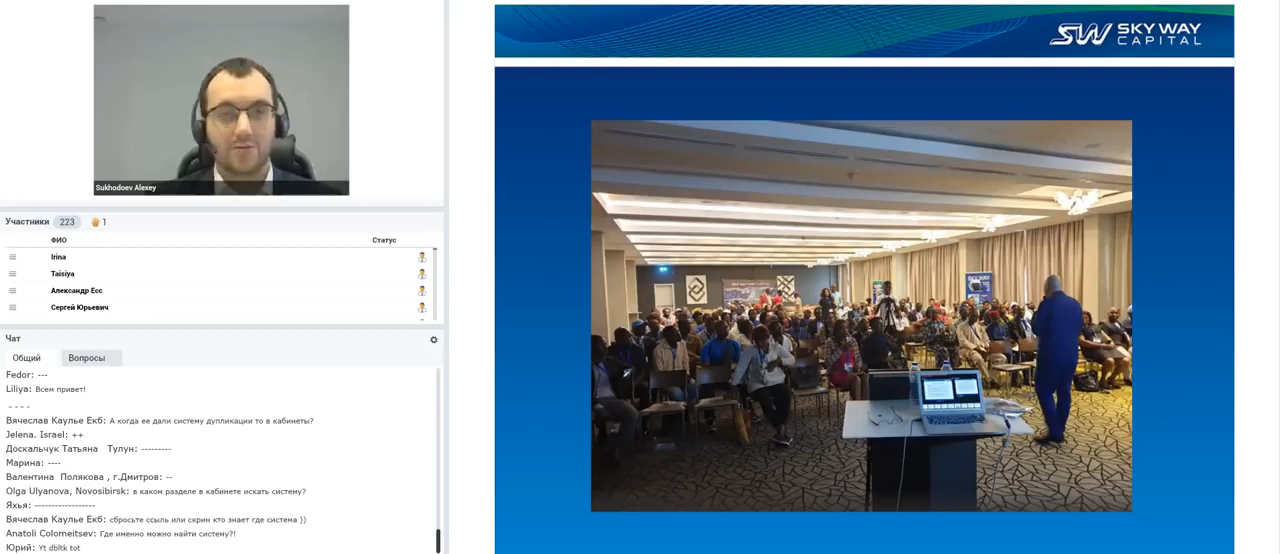 Sukhodoev Alexey
Участники 223 1
ФИО Статус
Irina
Taisiya
Александр Есс
Сергей Юрьевич
Чат
Общий Вопросы
Fedor: ---
Liliya: Всем привет!
- - - -
Вячеслав Каулье Екб: А когда ее дали систему дупликации то в кабинеты?
Jelena. Israel: ++
Доскальчук Татьяна Тулун: ---------
Марина: ----
Валентина Полякова , г.Дмитров: --
Olga Ulyanova, Novosibirsk: в каком разделе в кабинете искать систему?
Яхья: ------------------
Вячеслав Каулье Екб: сбросьте ссыль или скрин кто знает где система ))
Anatoli Colomeitsev: Где именно можно найти систему?!
Юрий: Yt dbltk tot
SW SKY WAY
CAPITAL